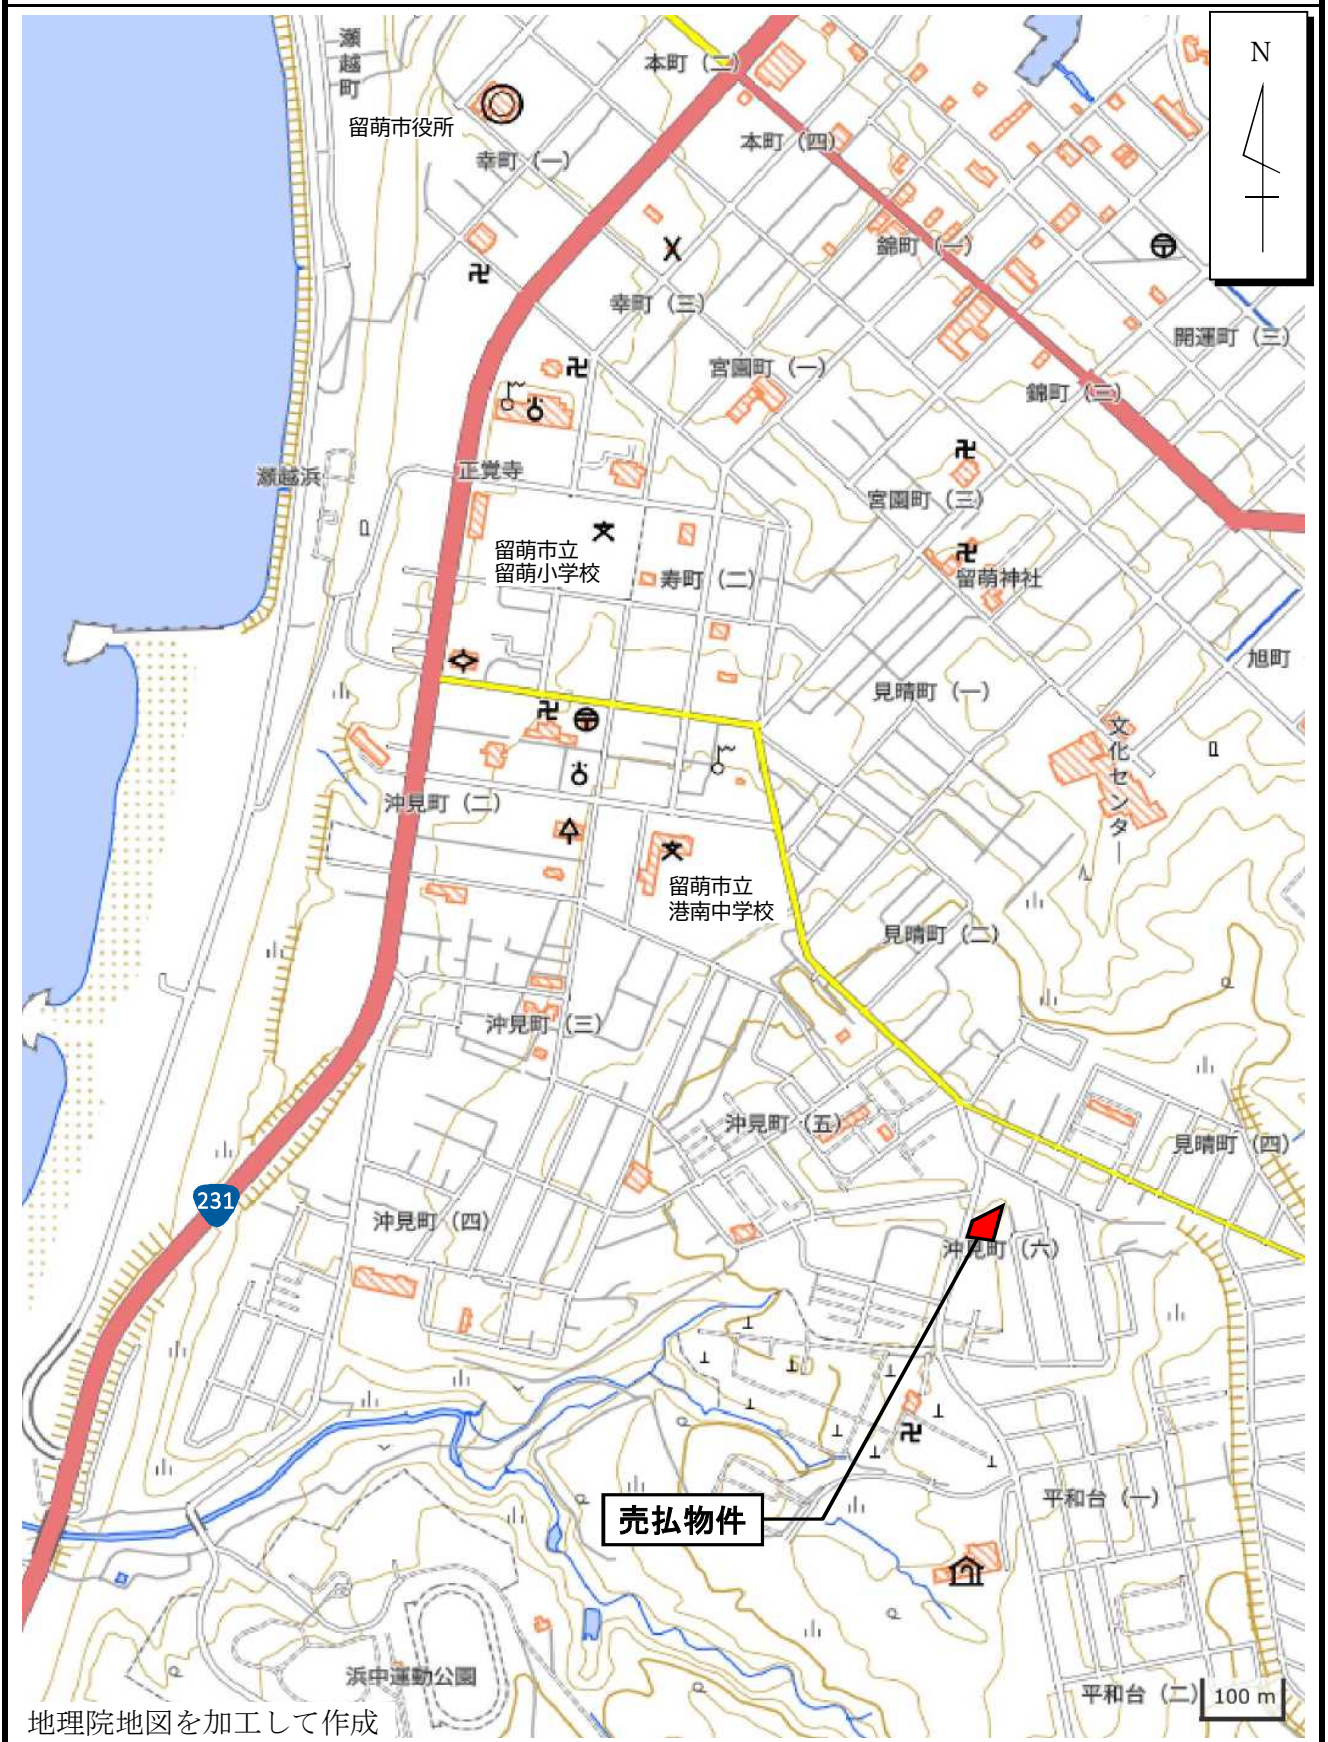 瀬越町
本町（二）
N
留萌市役所
本町（四）
幸町（一）
錦町（一）
幸町（三）
開運町（三）
宮園町（一）
錦町（三）
正覚寺
瀬越浜
宮園町（三）
留萌市立
留萌小学校
寿町（二）
留萌神社
旭町
見晴町（一）
文化センター
沖見町（二）
留萌市立
港南中学校
見晴町（二）
沖見町（三）
沖見町（五）
見晴町（四）
231
沖見町（四）
沖見町（六）
平和台（一）
売払物件
浜中運動公園
平和台（二）
100 m
地理院地図を加工して作成